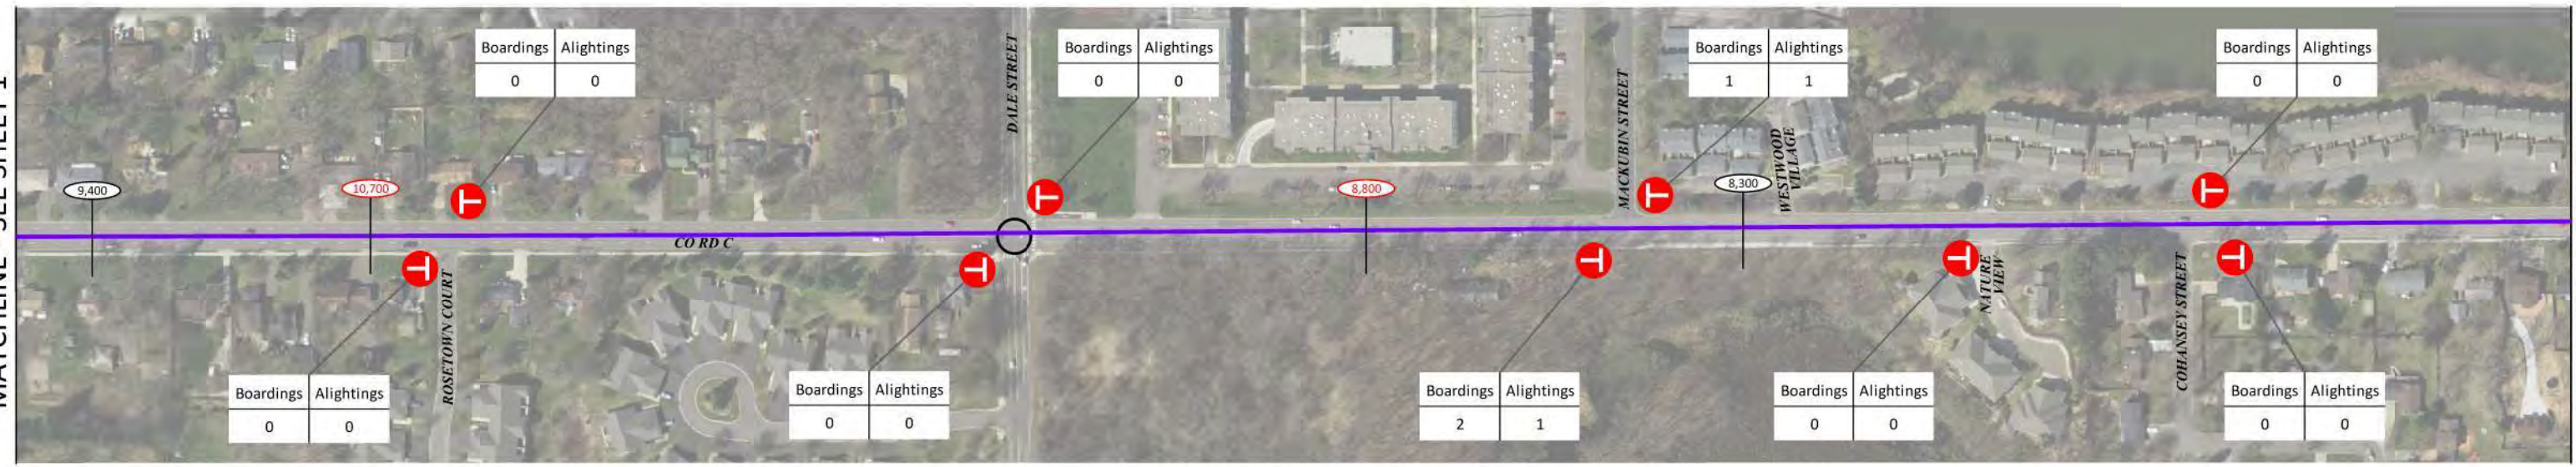 MATCHLINE - SEE SHEET 1
Boardings Alightings
0 0
DALE STREET
Boardings Alightings
0 0
MACKUBIN STREET
Boardings Alightings
1 1
WESTWOOD
VILLAGE
Boardings Alightings
0 0
9,400
10,700
8,800
8,300
T
T
T
T
CO RD C
T
T
T
T
T
ROSETOWN COURT
NATURE
VIEW
COHANSEY STREET
Boardings Alightings
0 0
Boardings Alightings
0 0
Boardings Alightings
2 1
Boardings Alightings
0 0
Boardings Alightings
0 0